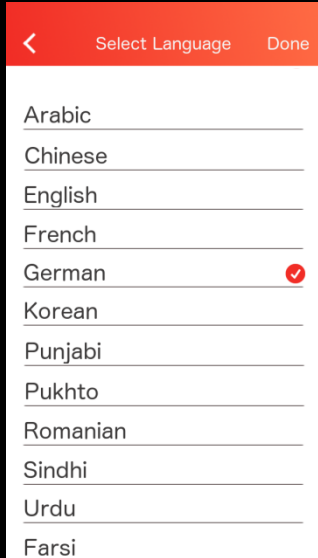 Select Language Done
Arabic
Chinese
English
French
German
Korean
Punjabi
Pukhto
Romanian
Sindhi
Urdu
Farsi